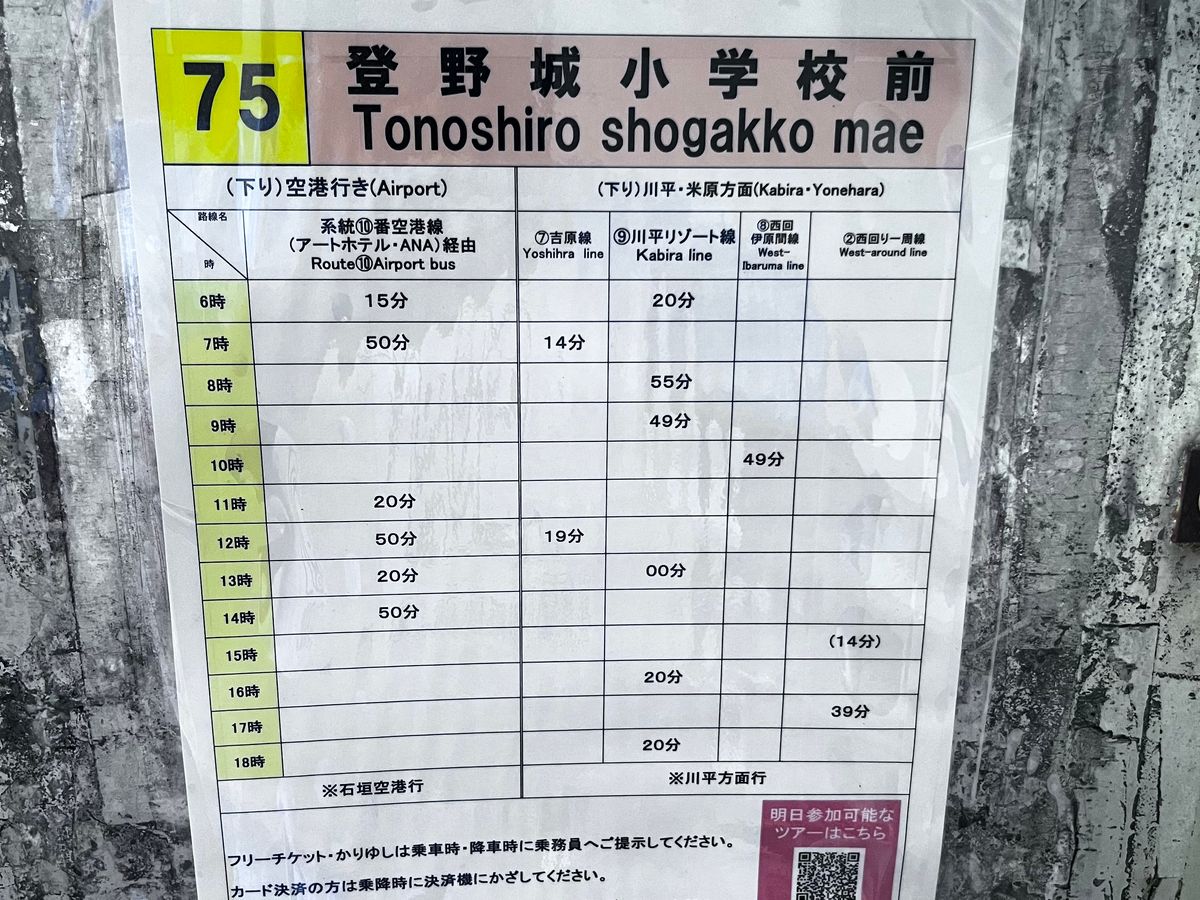 75
登野城小学校前
Tonoshiro shogakko mae
(下り)空港行き(Airport)
(下り)川平・米原方面(Kabira・Yonehara)
路線名
時
系統⑩番空港線
(アートホテル・ANA)経由
Route⑩Airport bus
⑦吉原線
Yoshihra line
⑨川平リゾート線
Kabira line
⑧西回
伊原間線
West-
Ibaruma line
②西回り一周線
West-around line
6時 15分 20分
7時 50分 14分
8時 55分
9時 49分
10時 49分
11時 20分
12時 50分 19分
13時 20分 00分
14時 50分
15時 (14分)
16時 20分
17時 39分
18時 20分
※石垣空港行 ※川平方面行
フリーチケット・かりゆしは乗車時・降車時に乗務員へご提示してください。
カード決済の方は乗降時に決済機にかざしてください。
明日参加可能な
ツアーはこちら